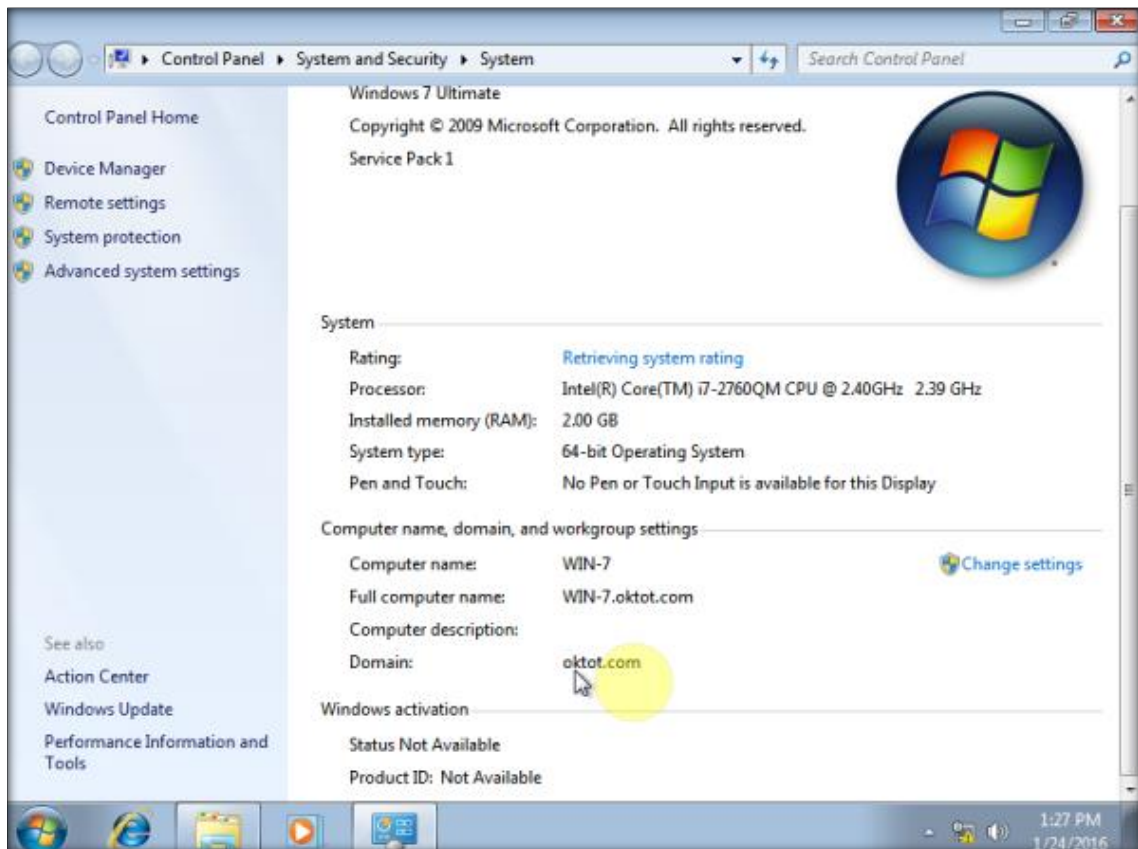 Control Panel ▸ System and Security ▸ System
Search Control Panel
Control Panel Home
Device Manager
Remote settings
System protection
Advanced system settings
See also
Action Center
Windows Update
Performance Information and
Tools
Windows 7 Ultimate
Copyright © 2009 Microsoft Corporation. All rights reserved.
Service Pack 1
System
Rating: Retrieving system rating
Processor: Intel(R) Core(TM) i7-2760QM CPU @ 2.40GHz 2.39 GHz
Installed memory (RAM): 2.00 GB
System type: 64-bit Operating System
Pen and Touch: No Pen or Touch Input is available for this Display
Computer name, domain, and workgroup settings
Computer name: WIN-7 Change settings
Full computer name: WIN-7.oktot.com
Computer description:
Domain: oktot.com
Windows activation
Status Not Available
Product ID: Not Available
1:27 PM
1/24/2016